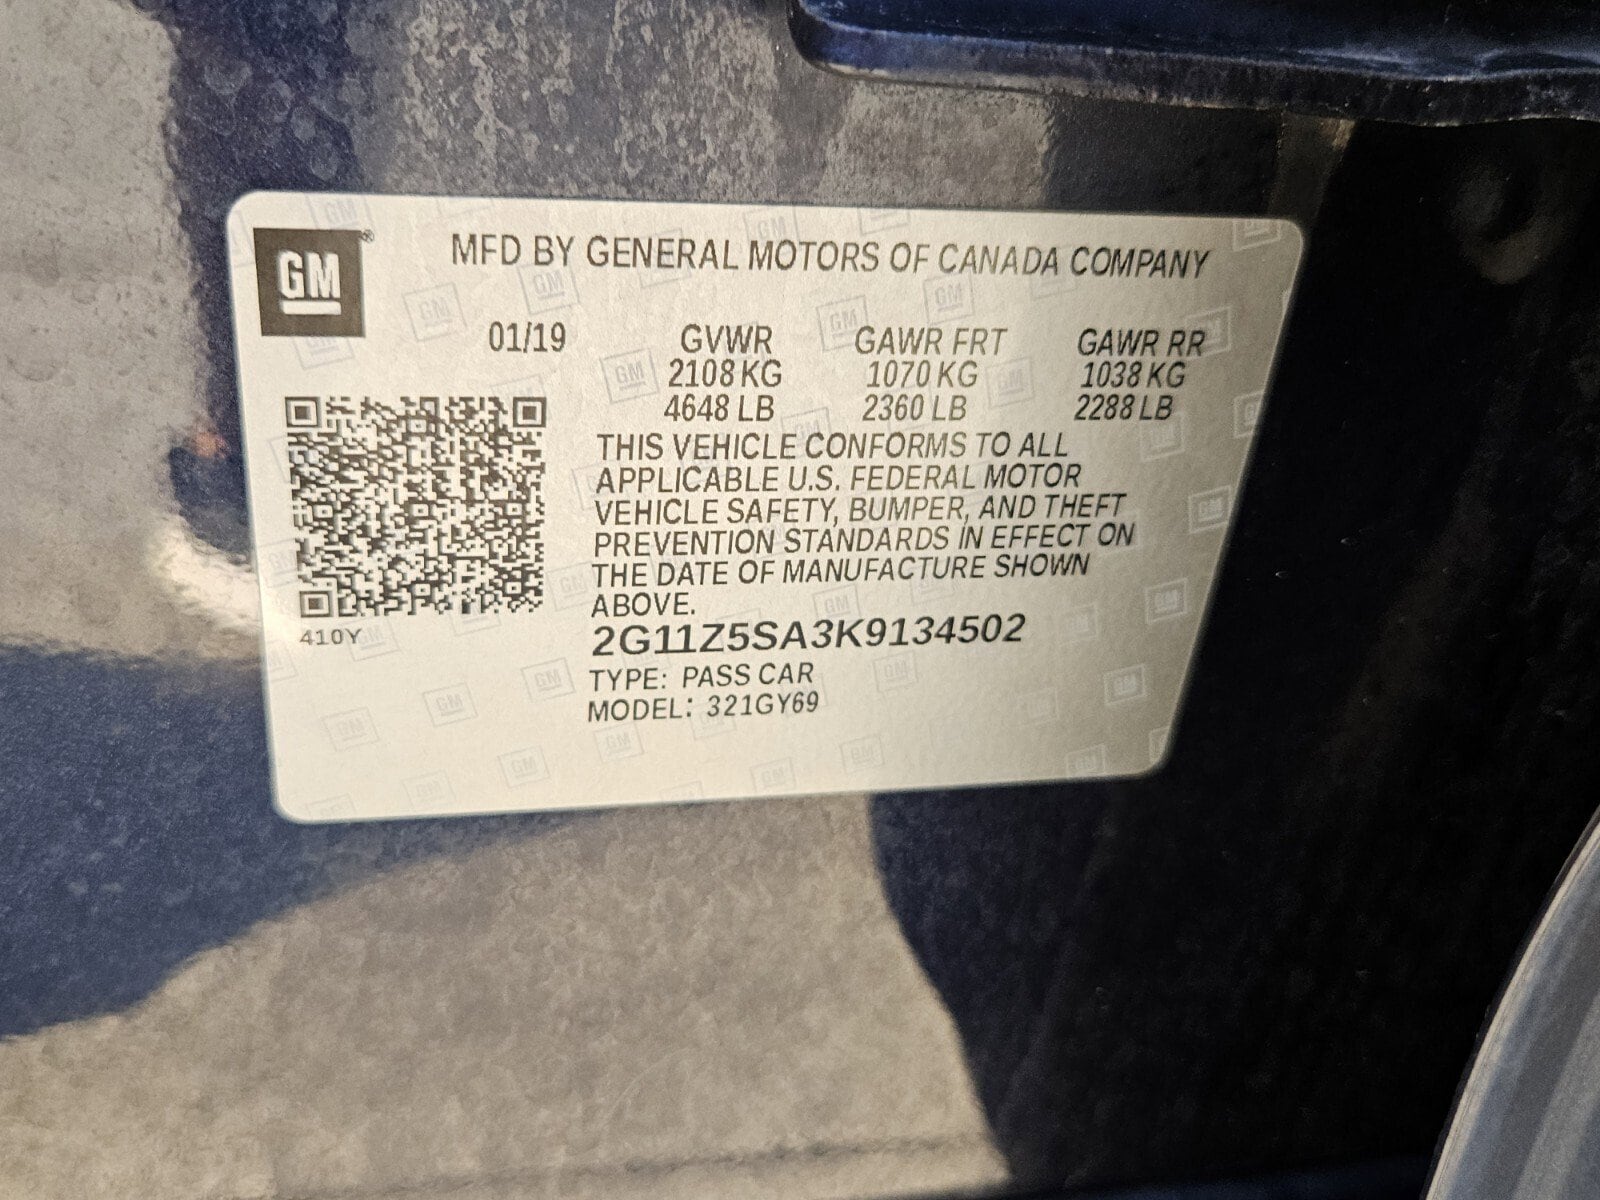 GM®
MFD BY GENERAL MOTORS OF CANADA COMPANY
01/19 GVWR GAWR FRT GAWR RR
2108 KG 1070 KG 1038 KG
4648 LB 2360 LB 2288 LB
THIS VEHICLE CONFORMS TO ALL
APPLICABLE U.S. FEDERAL MOTOR
VEHICLE SAFETY, BUMPER, AND THEFT
PREVENTION STANDARDS IN EFFECT ON
THE DATE OF MANUFACTURE SHOWN
ABOVE.
410Y
2G11Z5SA3K9134502
TYPE: PASS CAR
MODEL: 321GY69